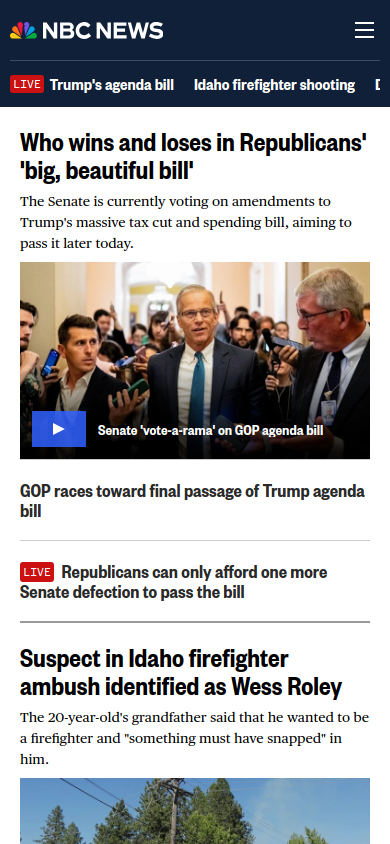 NBC NEWS
LIVE Trump's agenda bill Idaho firefighter shooting
Who wins and loses in Republicans'
'big, beautiful bill'
The Senate is currently voting on amendments to
Trump's massive tax cut and spending bill, aiming to
pass it later today.
Senate 'vote-a-rama' on GOP agenda bill
GOP races toward final passage of Trump agenda
bill
LIVE Republicans can only afford one more
Senate defection to pass the bill
Suspect in Idaho firefighter
ambush identified as Wess Roley
The 20-year-old's grandfather said that he wanted to be
a firefighter and "something must have snapped" in
him.